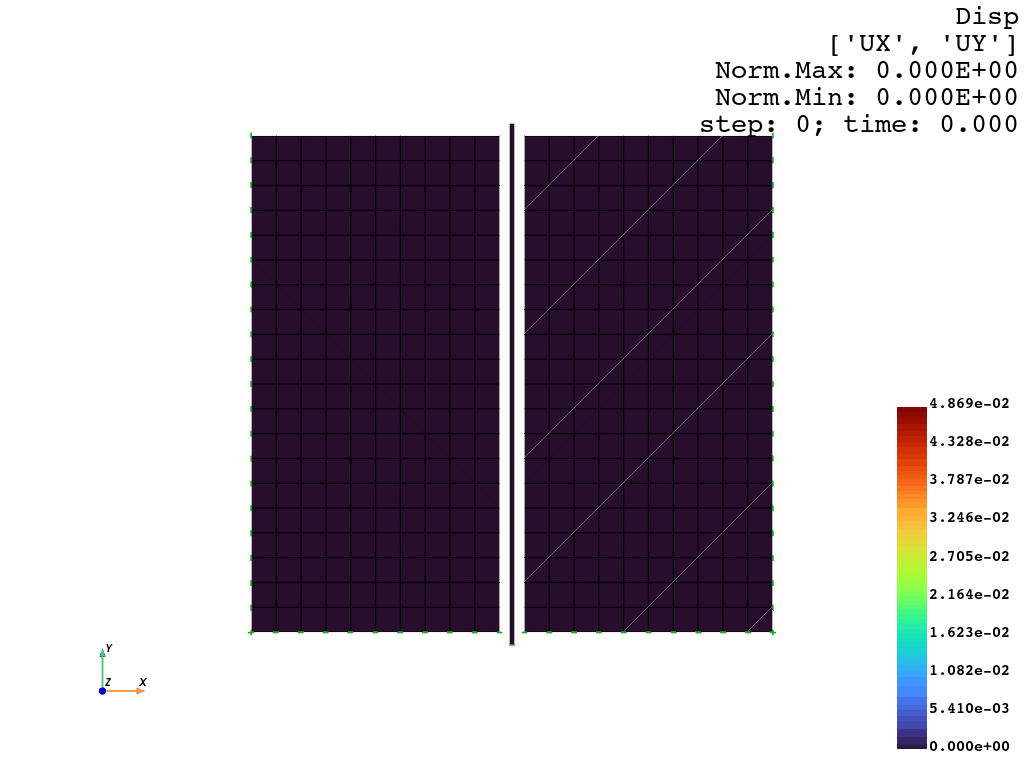 Disp
['UX', 'UY']
Norm.Max: 0.000E+00
Norm.Min: 0.000E+00
step: 0; time: 0.000
4.869e-02
4.328e-02
3.787e-02
3.246e-02
2.705e-02
2.164e-02
1.623e-02
1.082e-02
5.410e-03
0.000e+00
Y
Z X